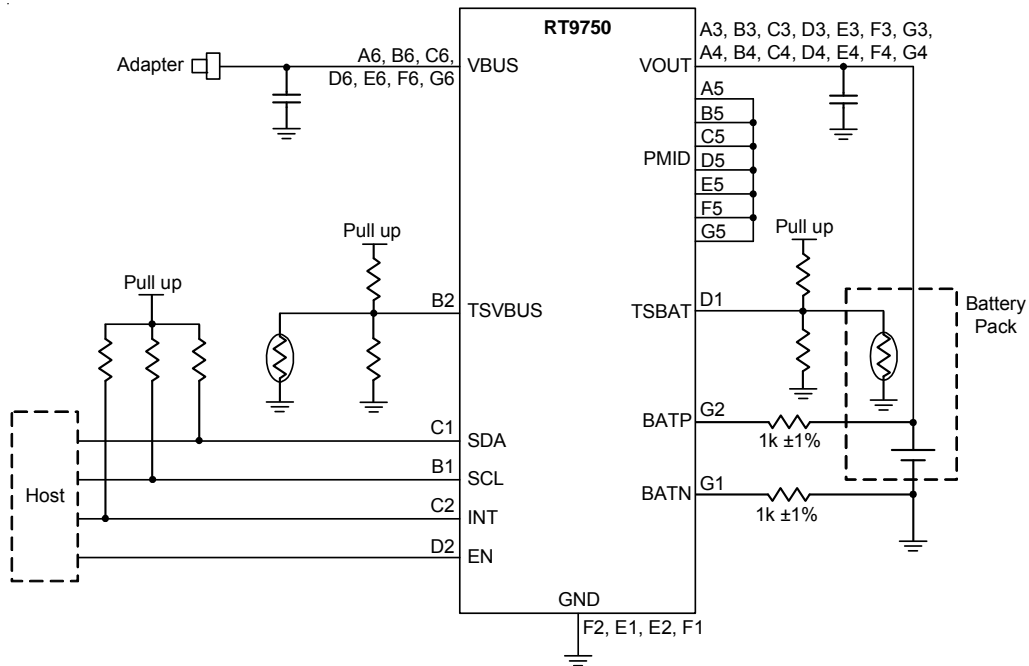 RT9750
Adapter
A6, B6, C6,
D6, E6, F6, G6
VBUS
A3, B3, C3, D3, E3, F3, G3,
A4, B4, C4, D4, E4, F4, G4
VOUT
A5
B5
C5
PMID
D5
E5
F5
G5
Pull up
Pull up
Pull up
B2
TSVBUS
TSBAT
D1
Battery
Pack
Host
C1
SDA
B1
SCL
C2
INT
D2
EN
BATP
G2
1k ±1%
BATN
G1
1k ±1%
GND
F2, E1, E2, F1